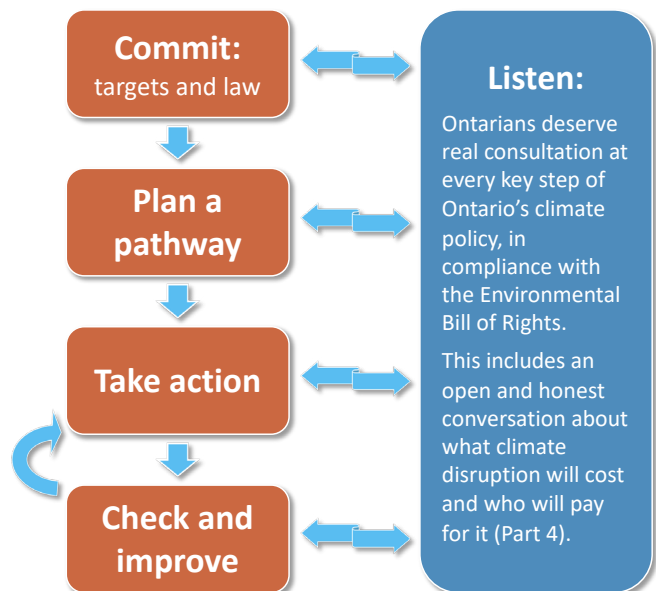 Commit:
targets and law
Plan a
pathway
Take action
Check and
improve
Listen:
Ontarians deserve
real consultation at
every key step of
Ontario’s climate
policy, in
compliance with
the Environmental
Bill of Rights.
This includes an
open and honest
conversation about
what climate
disruption will cost
and who will pay
for it (Part 4).